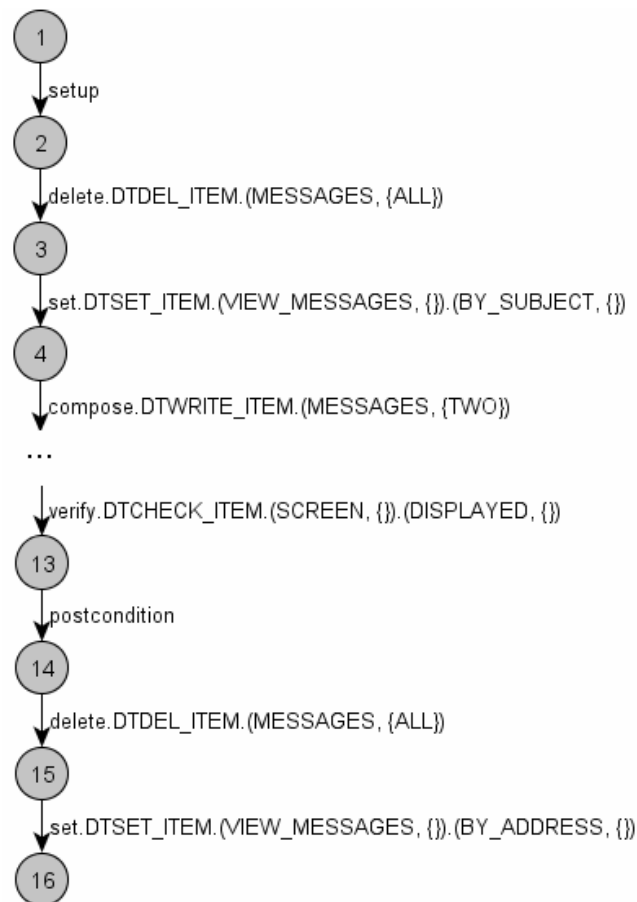 1
setup
2
delete.DTDEL_ITEM.(MESSAGES, {ALL})
3
set.DTSET_ITEM.(VIEW_MESSAGES, {}).(BY_SUBJECT, {})
4
compose.DTWRITE_ITEM.(MESSAGES, {TWO})
...
verify.DTCHECK_ITEM.(SCREEN, {}).(DISPLAYED, {})
13
postcondition
14
delete.DTDEL_ITEM.(MESSAGES, {ALL})
15
set.DTSET_ITEM.(VIEW_MESSAGES, {}).(BY_ADDRESS, {})
16